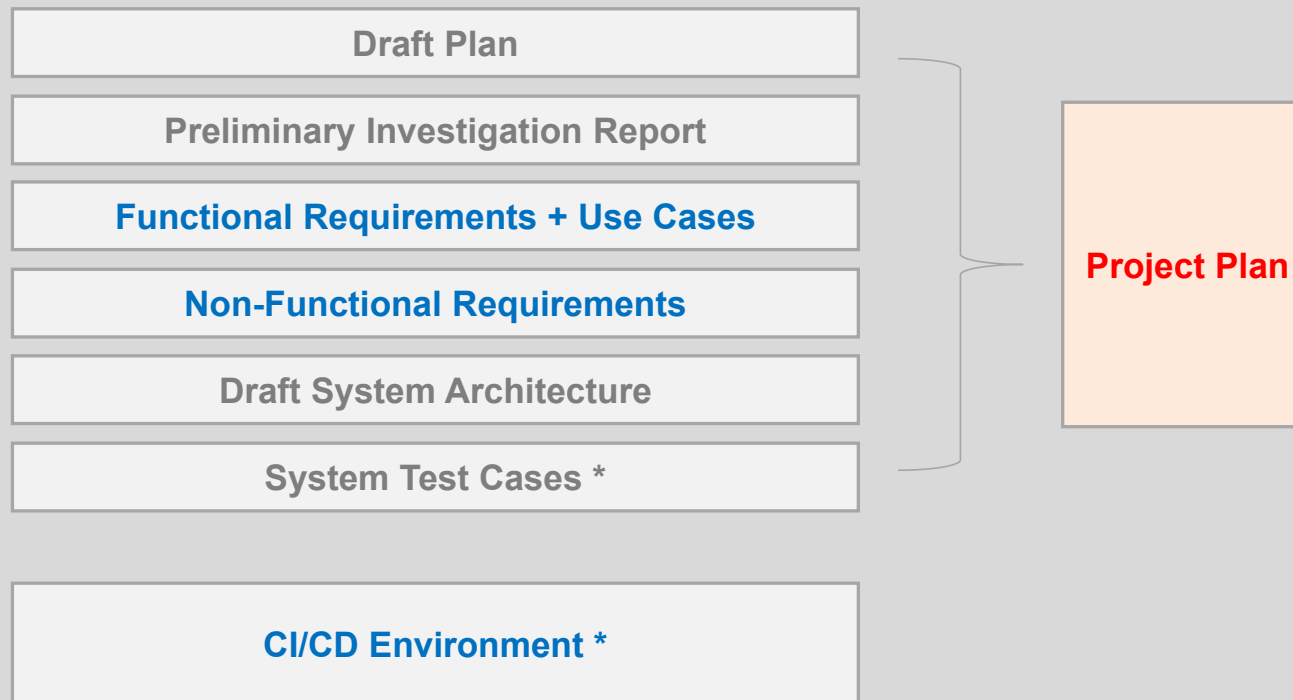 Draft Plan
Preliminary Investigation Report
Functional Requirements + Use Cases
Non-Functional Requirements
Project Plan
Draft System Architecture
System Test Cases *
CI/CD Environment *